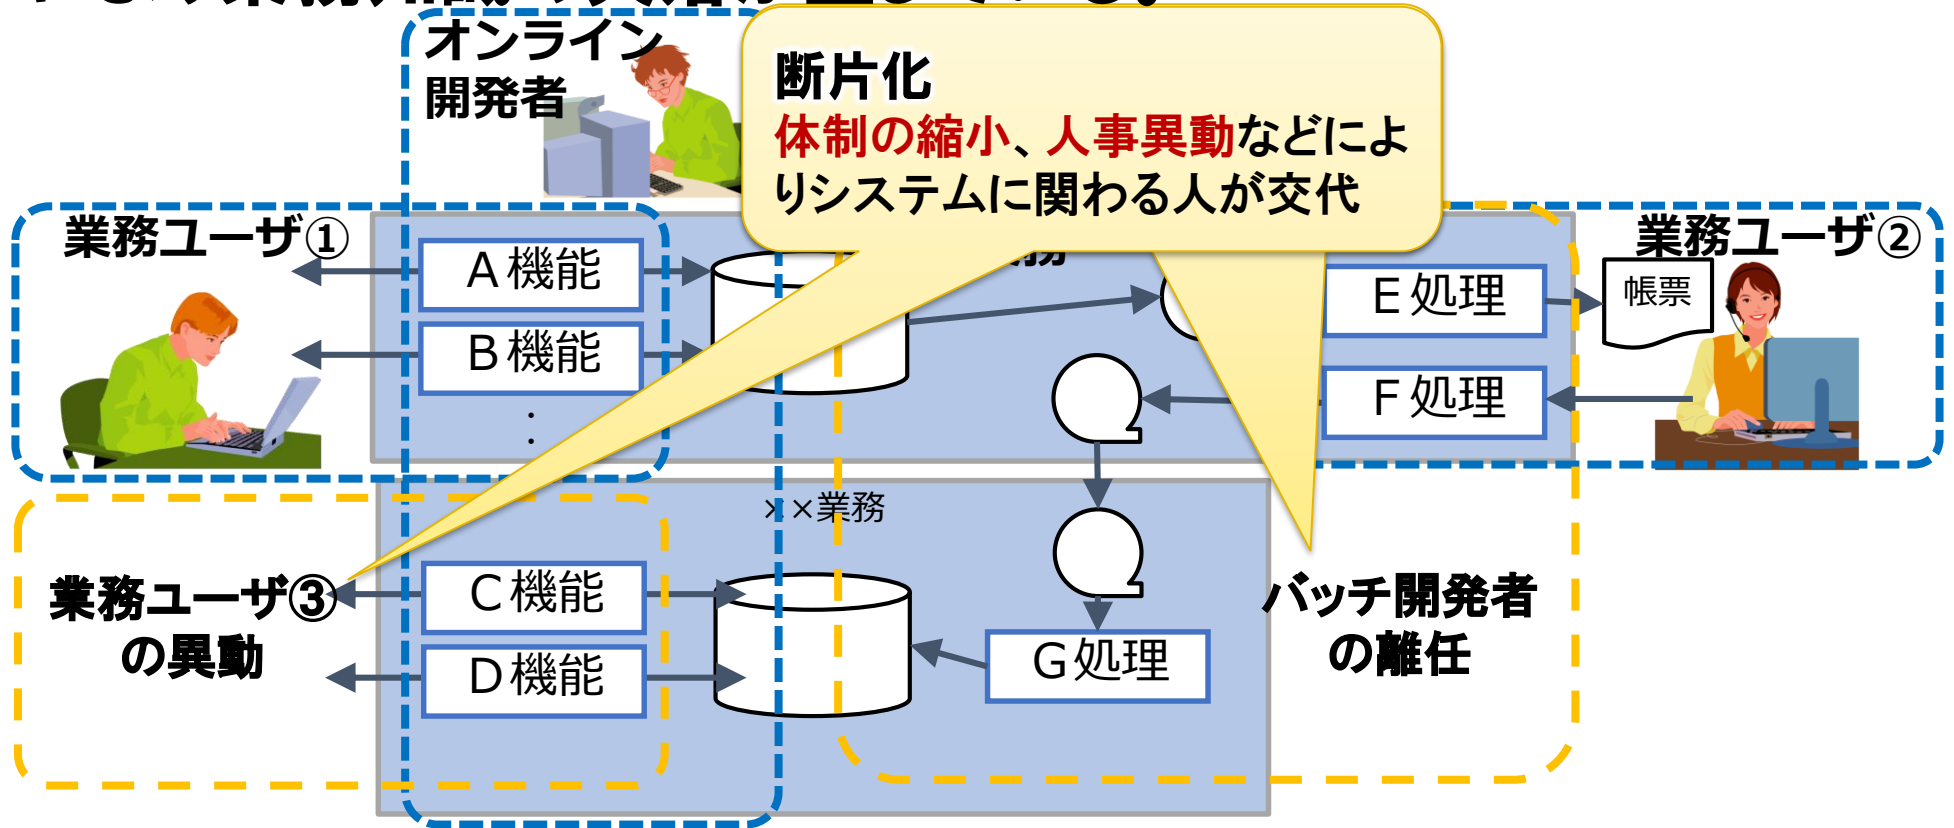 オンライン
開発者
断片化
体制の縮小、人事異動などによ
りシステムに関わる人が交代
業務ユーザ①
業務ユーザ②
A機能
B機能
:
E処理
F処理
帳票
××業務
業務ユーザ③
の異動
C機能
D機能
G処理
バッチ開発者
の離任